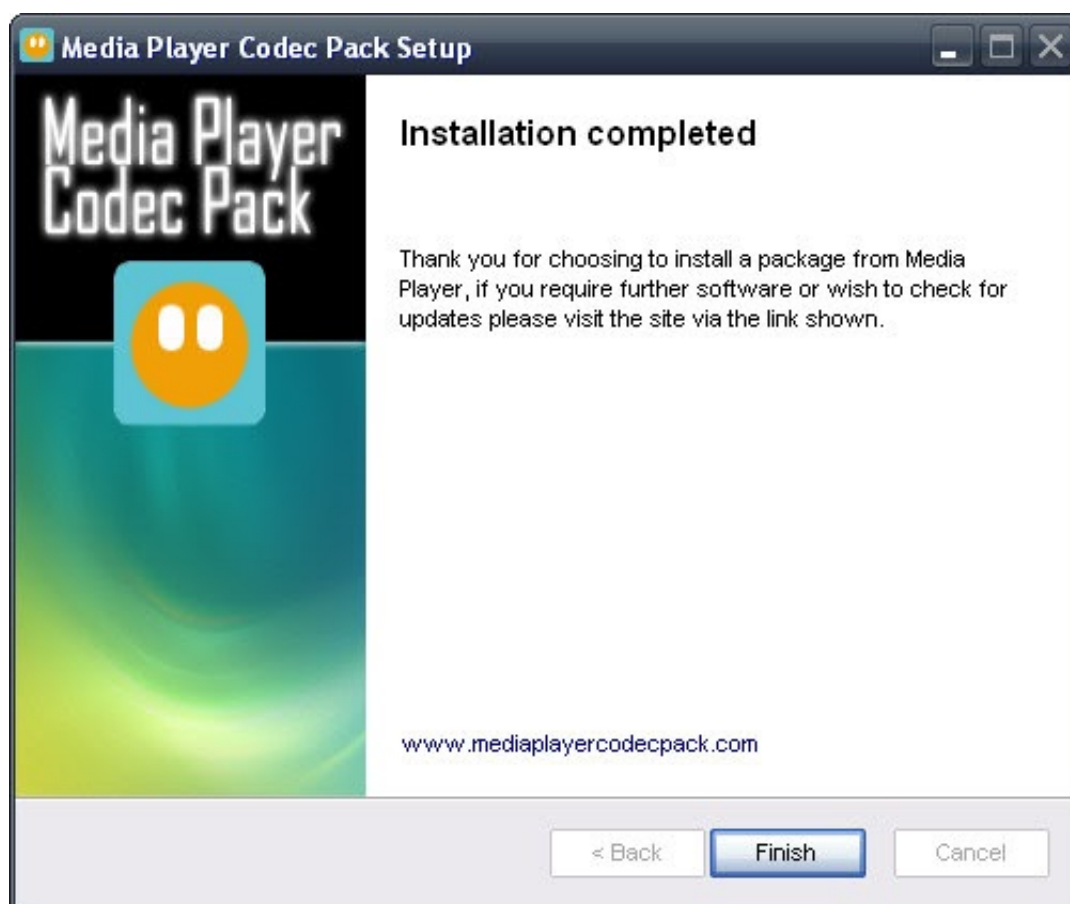 Media Player Codec Pack Setup
Media Player
Codec Pack
Installation completed
Thank you for choosing to install a package from Media
Player, if you require further software or wish to check for
updates please visit the site via the link shown.
www.mediaplayercodecpack.com
< Back
Finish
Cancel